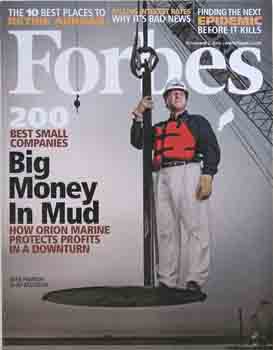 THE 10 BEST PLACES TO
RETIRE ABROAD
FALLING INTEREST RATES
WHY IT'S BAD NEWS
FINDING THE NEXT
EPIDEMIC
BEFORE IT KILLS
Forbes
200
BEST SMALL
COMPANIES
Big
Money
In Mud
HOW ORION MARINE
PROTECTS PROFITS
IN A DOWNTURN